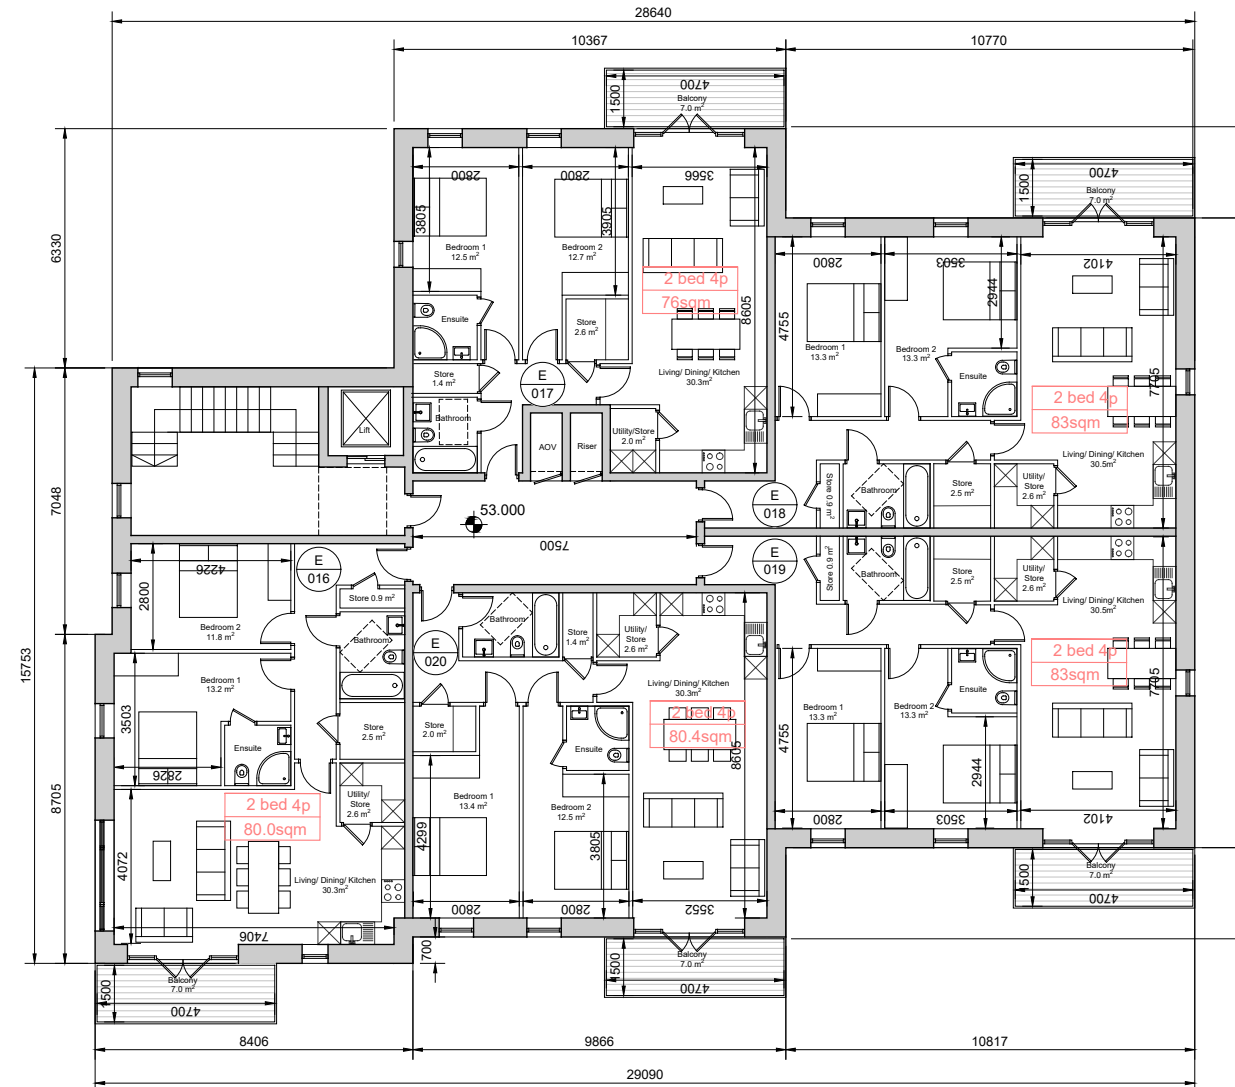 28640
10367
10770
4700
1500
Balcony
7.0 m²
4700
1500
Balcony
7.0 m²
6330
2800
2800
3566
3805
3905
Bedroom 1
12.5 m²
Bedroom 2
12.7 m²
2 bed 4p
76sqm
8605
Ensuite
Store
2.6 m²
Store
1.4 m²
E
017
Living/ Dining/ Kitchen
30.3m²
Bathroom
Utility/Store
2.0 m²
AOV
Riser
Lift
2800
3503
4102
4755
2944
Bedroom 1
13.3 m²
Bedroom 2
13.3 m²
Ensuite
2 bed 4p
83sqm
7705
Living/ Dining/ Kitchen
30.5m²
Store 0.9 m²
Bathroom
Store
2.5 m²
Utility/
Store
2.6 m²
E
018
53.000
7500
7048
15753
8705
E
019
Store 0.9 m²
Bathroom
Store
2.5 m²
Utility/
Store
2.6 m²
Living/ Dining/ Kitchen
30.5m²
2 bed 4p
83sqm
7705
Ensuite
Bedroom 1
13.3 m²
Bedroom 2
13.3 m²
4755
2944
2800
3503
4102
1500
Balcony
7.0 m²
4700
4226
2800
E
016
Store 0.9 m²
Bedroom 2
11.8 m²
Bathroom
Bedroom 1
13.2 m²
3503
Ensuite
Store
2.5 m²
2826
Utility/
Store
2.6 m²
2 bed 4p
80.0sqm
4072
Living/ Dining/ Kitchen
30.3m²
7406
1500
Balcony
7.0 m²
4700
E
020
Bathroom
Store
1.4 m²
Utility/
Store
2.6 m²
Living/ Dining/ Kitchen
30.3m²
2 bed 4p
80.4sqm
8605
Store
2.0 m²
Ensuite
Bedroom 1
13.4 m²
Bedroom 2
12.5 m²
4299
3805
2800
2800
3552
700
1500
Balcony
7.0 m²
4700
8406
9866
10817
29090